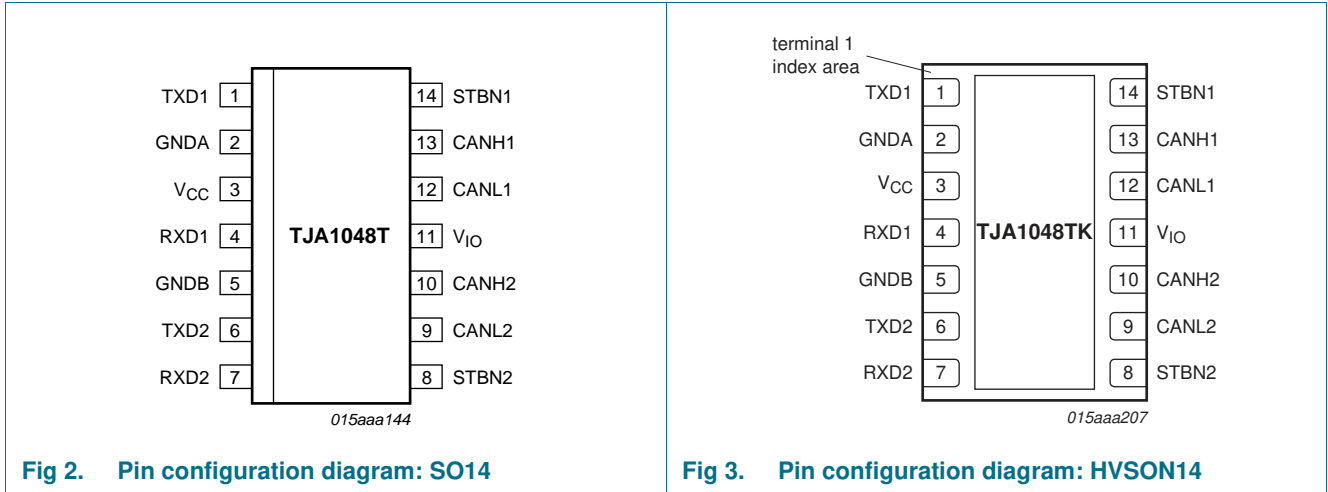 TXD1 1 14 STBN1
GNDA 2 13 CANH1
VCC 3 12 CANL1
RXD1 4 TJA1048T 11 VIO
GNDB 5 10 CANH2
TXD2 6 9 CANL2
RXD2 7 8 STBN2
015aaa144
Fig 2. Pin configuration diagram: SO14
terminal 1
index area
TXD1 1 14 STBN1
GNDA 2 13 CANH1
VCC 3 12 CANL1
RXD1 4 TJA1048TK 11 VIO
GNDB 5 10 CANH2
TXD2 6 9 CANL2
RXD2 7 8 STBN2
015aaa207
Fig 3. Pin configuration diagram: HVSON14